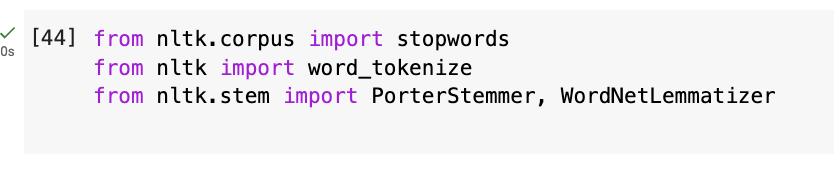 [44] from nltk.corpus import stopwords
0s
from nltk import word_tokenize
from nltk.stem import PorterStemmer, WordNetLemmatizer